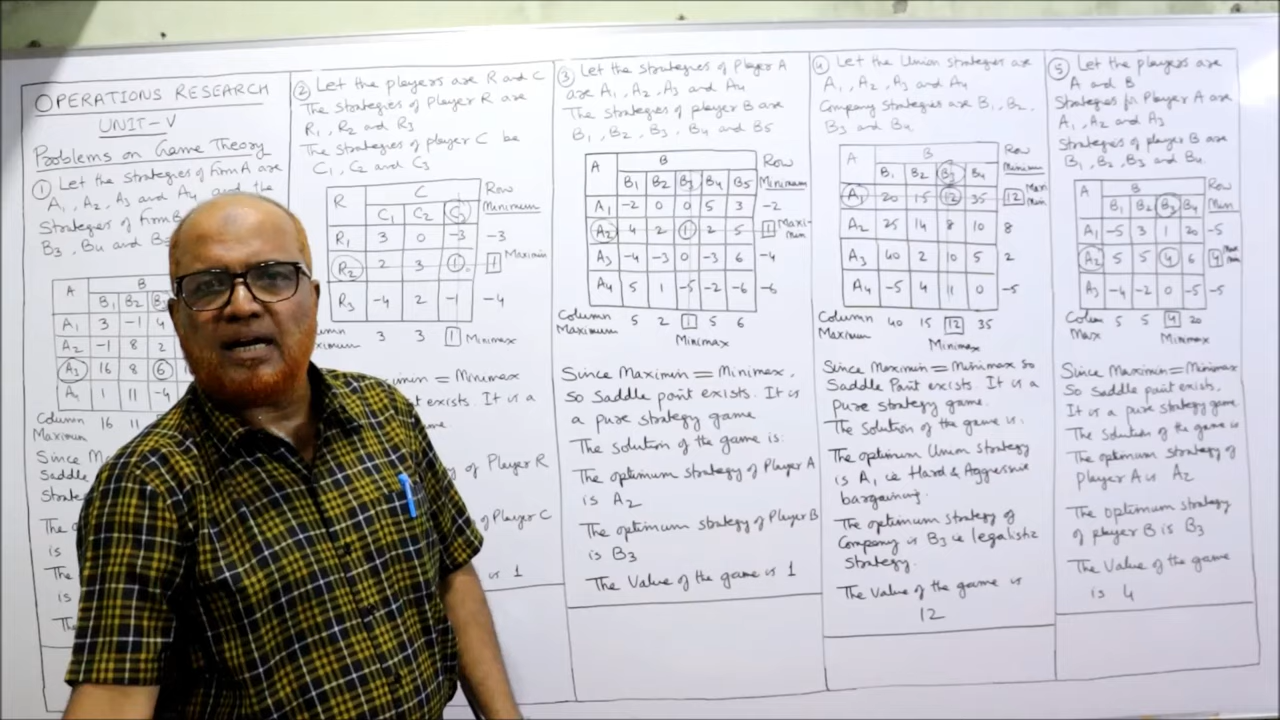 OPERATIONS RESEARCH
UNIT-V
Problems on Game Theory
① Let the strategies of Firm A are
A1, A2, A3 and A4 and the
Strategies of Firm B
B3, B4 and B5
A B
B1 B2 B3
A1 3 -1 4
A2 -1 8 2
A3 16 8 6
A4 1 11 -4
Column
Maximum 16 11
Since
Saddle
Strate
The
is
The
is
The
② Let the players are R and C
The strategies of Player R are
R1, R2 and R3
The strategies of player C be
C1, C2 and C3
R C Row
Minimum
C1 C2 C3
R1 3 0 -3 -3
R2 2 3 1 1 Maximin
R3 -4 2 -1 -4
3 3 1 Minimax
= Minimax
exists. It is a
of Player R
of Player C
is 1
③ Let the strategies of Player A
are A1, A2, A3 and A4
The strategies of player B are
B1, B2, B3, B4 and B5
A B Row
Minimum
B1 B2 B3 B4 B5
A1 -2 0 0 5 3 -2
A2 4 2 1 2 5 1 Maximin
A3 -4 -3 0 -3 6 -4
A4 5 1 -5 -2 -6 -6
Column
Maximum 5 2 1 5 6
Minimax
Since Maximin = Minimax,
So saddle point exists. It is
a pure strategy game
The solution of the game is:
The optimum strategy of Player A
is A2
The optimum strategy of Player B
is B3
The Value of the game is 1
④ Let the Union strategies are
A1, A2, A3 and A4
Company strategies are B1, B2,
B3 and B4
A B Row
Minimum
B1 B2 B3 B4
A1 20 15 12 35 12 Maximin
A2 25 14 8 10 8
A3 40 2 10 5 2
A4 -5 4 11 0 -5
Column
Maximum 40 15 12 35
Minimax
Since Maximin = Minimax So
Saddle Point exists. It is a
Pure strategy game.
The Solution of the game is:
The optimum Union Strategy
is A1 ie Hard & Aggressive
bargaining.
The optimum strategy of
Company is B3 ie legalistic
strategy.
The Value of the game is
12
⑤ Let the players are
A and B
Strategies for Player A are
A1, A2 and A3
Strategies of player B are
B1, B2, B3 and B4
A B Row
Min
B1 B2 B3 B4
A1 -5 3 1 20 -5
A2 5 5 4 6 4
A3 -4 -2 0 -5 -5
Max 5 5 4 20
Minimax
Since Maximin = Minimax
So Saddle point exists.
It is a pure strategy game
The Solution of the game is
The optimum strategy of
Player A is A2
The optimum strategy
of player B is B3
The Value of the game
is 4